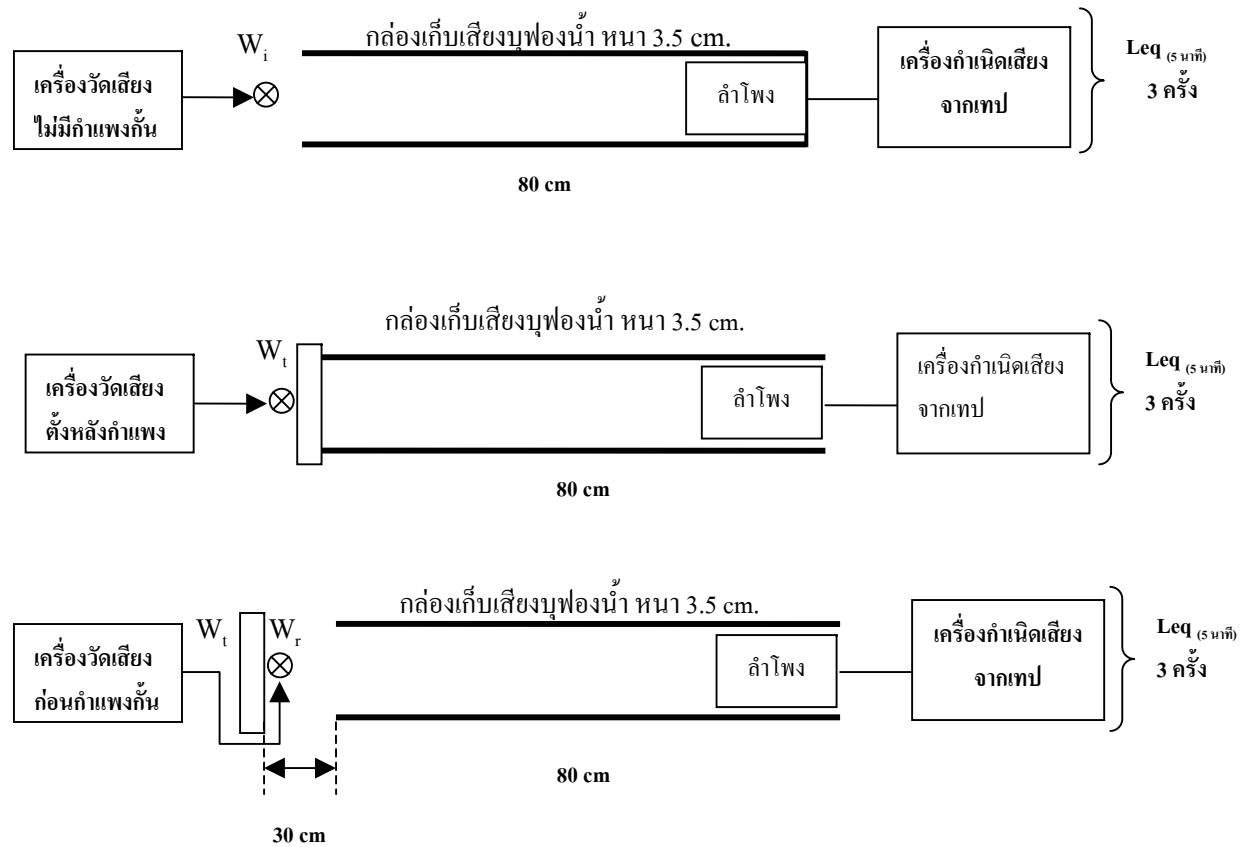 กล่องเก็บเสียงบุฟองน้ำ หนา 3.5 cm.
W i
เครื่องวัดเสียง
ไม่มีกำแพงกั้น
ลำโพง
เครื่องกำเนิดเสียง
จากเทป
Leq (5 นาที)
3 ครั้ง
80 cm
กล่องเก็บเสียงบุฟองน้ำ หนา 3.5 cm.
W t
เครื่องวัดเสียง
ตั้งหลังกำแพง
ลำโพง
เครื่องกำเนิดเสียง
จากเทป
Leq (5 นาที)
3 ครั้ง
80 cm
กล่องเก็บเสียงบุฟองน้ำ หนา 3.5 cm.
W t
W r
เครื่องวัดเสียง
ก่อนกำแพงกั้น
ลำโพง
เครื่องกำเนิดเสียง
จากเทป
Leq (5 นาที)
3 ครั้ง
80 cm
30 cm